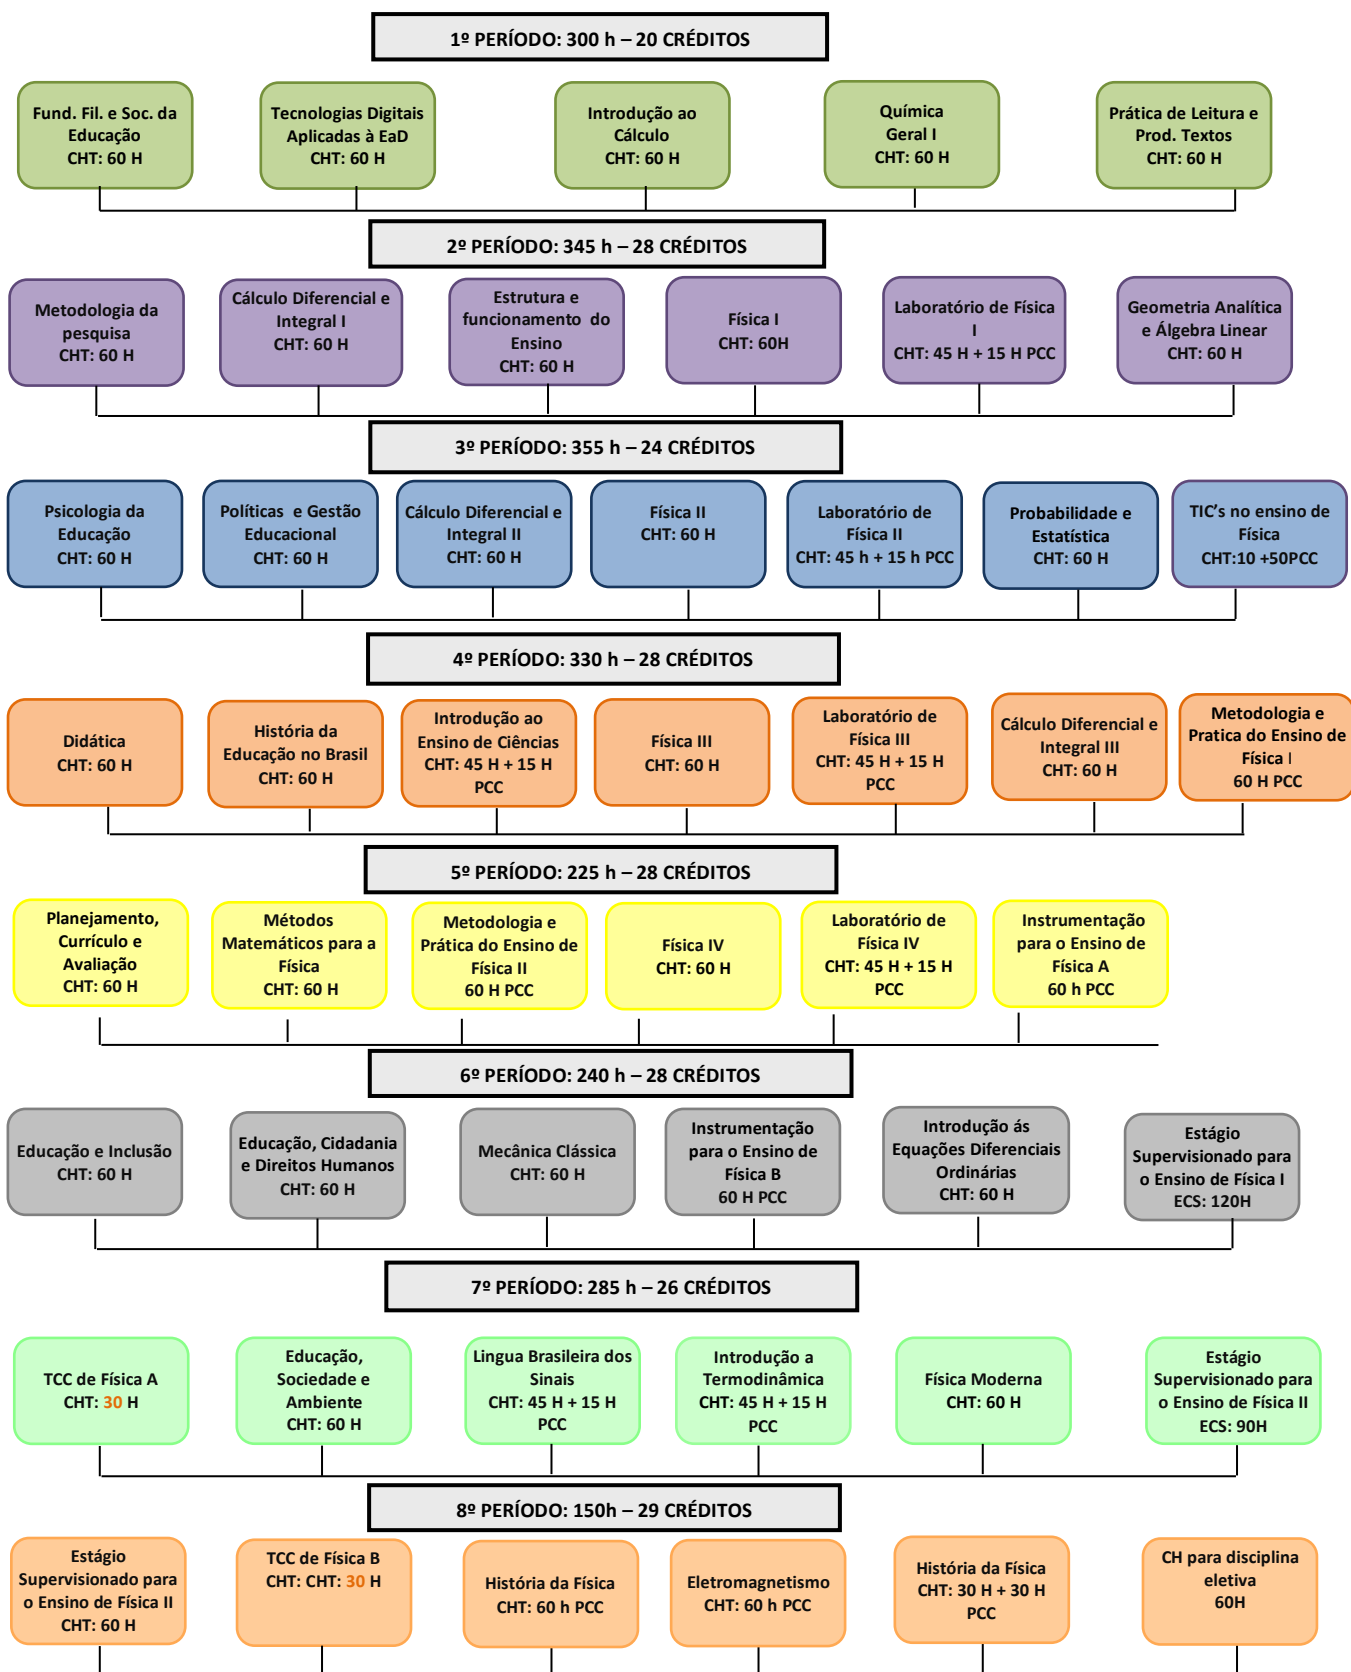 1º PERÍODO: 300 h – 20 CRÉDITOS
Fund. Fil. e Soc. da
Educação
CHT: 60 H
Tecnologias Digitais
Aplicadas à EaD
CHT: 60 H
Introdução ao
Cálculo
CHT: 60 H
Química
Geral I
CHT: 60 H
Prática de Leitura e
Prod. Textos
CHT: 60 H
2º PERÍODO: 345 h – 28 CRÉDITOS
Metodologia da
pesquisa
CHT: 60 H
Cálculo Diferencial e
Integral I
CHT: 60 H
Estrutura e
funcionamento do
Ensino
CHT: 60 H
Física I
CHT: 60H
Laboratório de Física
I
CHT: 45 H + 15 H PCC
Geometria Analítica
e Álgebra Linear
CHT: 60 H
3º PERÍODO: 355 h – 24 CRÉDITOS
Psicologia da
Educação
CHT: 60 H
Políticas e Gestão
Educacional
CHT: 60 H
Cálculo Diferencial e
Integral II
CHT: 60 H
Física II
CHT: 60 H
Laboratório de
Física II
CHT: 45 h + 15 h PCC
Probabilidade e
Estatística
CHT: 60 H
TIC’s no ensino de
Física
CHT:10 +50PCC
4º PERÍODO: 330 h – 28 CRÉDITOS
Didática
CHT: 60 H
História da
Educação no Brasil
CHT: 60 H
Introdução ao
Ensino de Ciências
CHT: 45 H + 15 H
PCC
Física III
CHT: 60 H
Laboratório de
Física III
CHT: 45 H + 15 H
PCC
Cálculo Diferencial e
Integral III
CHT: 60 H
Metodologia e
Pratica do Ensino de
Física I
60 H PCC
5º PERÍODO: 225 h – 28 CRÉDITOS
Planejamento,
Currículo e
Avaliação
CHT: 60 H
Métodos
Matemáticos para a
Física
CHT: 60 H
Metodologia e
Prática do Ensino de
Física II
60 H PCC
Física IV
CHT: 60 H
Laboratório de
Física IV
CHT: 45 H + 15 H
PCC
Instrumentação
para o Ensino de
Física A
60 h PCC
6º PERÍODO: 240 h – 28 CRÉDITOS
Educação e Inclusão
CHT: 60 H
Educação, Cidadania
e Direitos Humanos
CHT: 60 H
Mecânica Clássica
CHT: 60 H
Instrumentação
para o Ensino de
Física B
60 H PCC
Introdução ás
Equações Diferenciais
Ordinárias
CHT: 60 H
Estágio
Supervisionado para
o Ensino de Física I
ECS: 120H
7º PERÍODO: 285 h – 26 CRÉDITOS
TCC de Física A
CHT: 30 H
Educação,
Sociedade e
Ambiente
CHT: 60 H
Lingua Brasileira dos
Sinais
CHT: 45 H + 15 H
PCC
Introdução a
Termodinâmica
CHT: 45 H + 15 H
PCC
Física Moderna
CHT: 60 H
Estágio
Supervisionado para
o Ensino de Física II
ECS: 90H
8º PERÍODO: 150h – 29 CRÉDITOS
Estágio
Supervisionado para
o Ensino de Física II
CHT: 60 H
TCC de Física B
CHT: CHT: 30 H
História da Física
CHT: 60 h PCC
Eletromagnetismo
CHT: 60 h PCC
História da Física
CHT: 30 H + 30 H
PCC
CH para disciplina
eletiva
60H